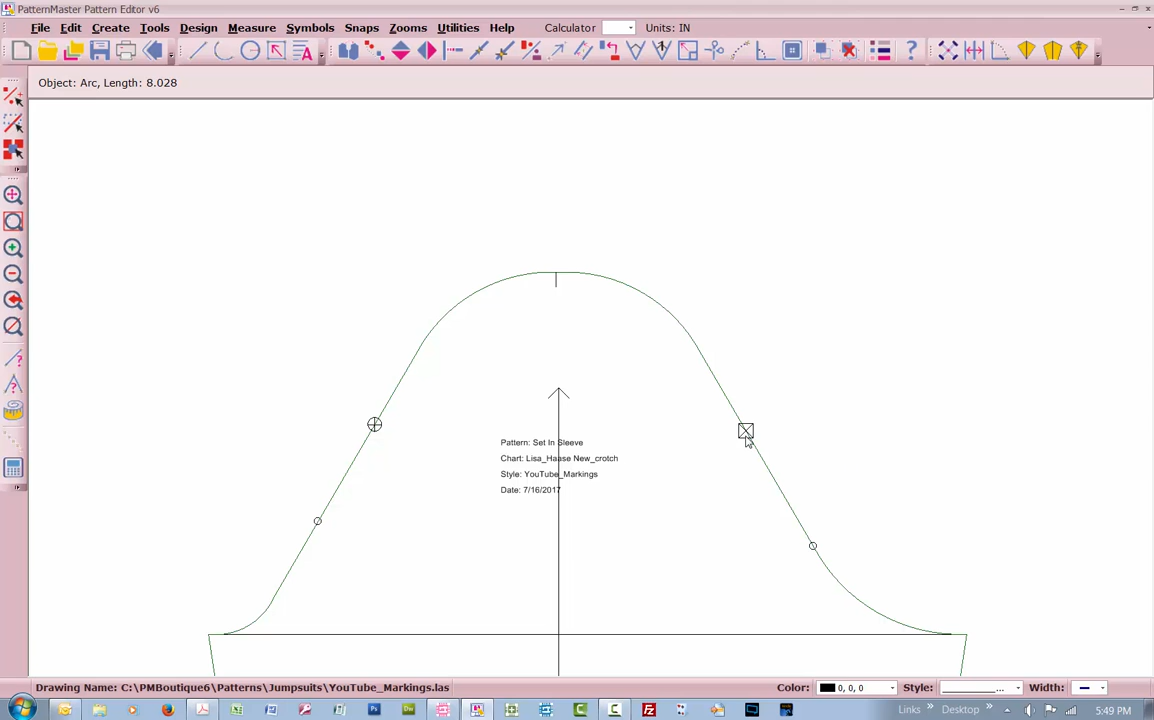 PatternMaster Pattern Editor v6
File Edit Create Tools Design Measure Symbols Snaps Zooms Utilities Help Calculator Units: IN
Object: Arc, Length: 8.028
Pattern: Set In Sleeve
Chart: Lisa_Haase New_crotch
Style: YouTube_Markings
Date: 7/16/2017
Drawing Name: C:\PMBoutique6\Patterns\Jumpsuits\YouTube_Markings.las Color: 0, 0, 0 Style: ... Width:
Links » Desktop » 5:49 PM